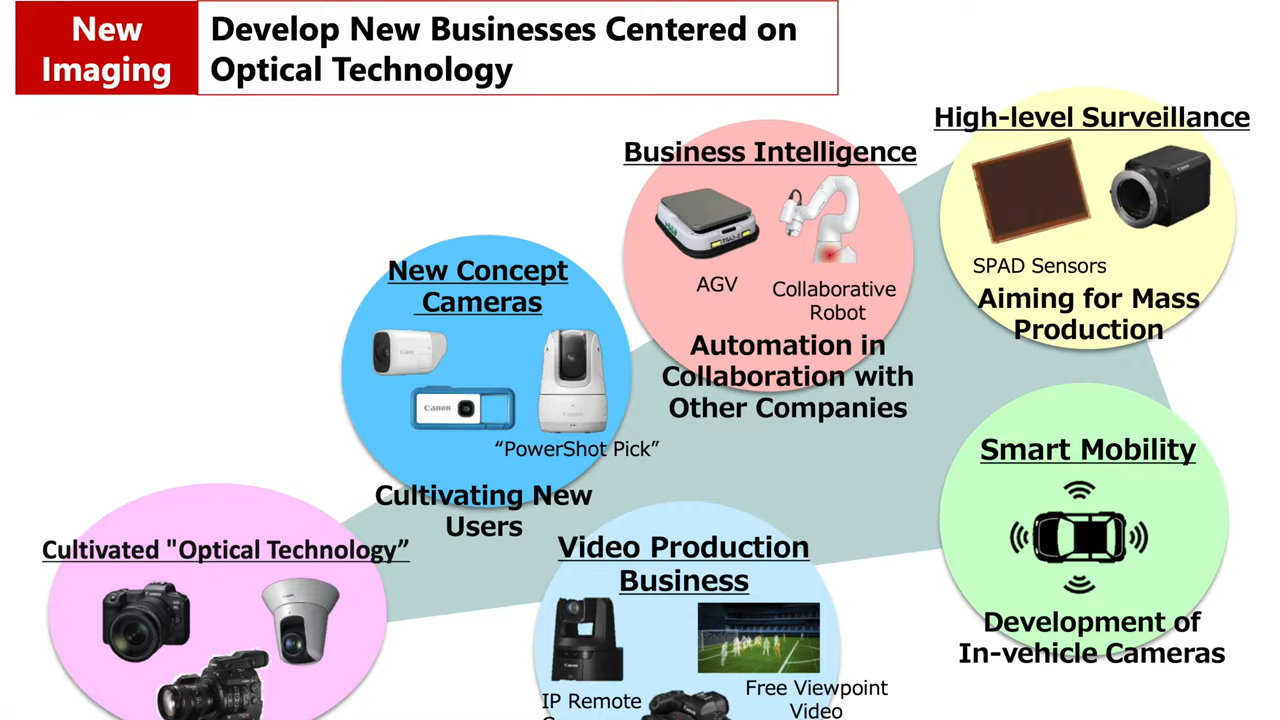 New
Imaging
Develop New Businesses Centered on
Optical Technology
High-level Surveillance
SPAD Sensors
Aiming for Mass
Production
Business Intelligence
AGV
Collaborative
Robot
Automation in
Collaboration with
Other Companies
New Concept
Cameras
Canon
“PowerShot Pick”
Cultivating New
Users
Smart Mobility
Development of
In-vehicle Cameras
Cultivated "Optical Technology”
Video Production
Business
IP Remote
Free Viewpoint
Video